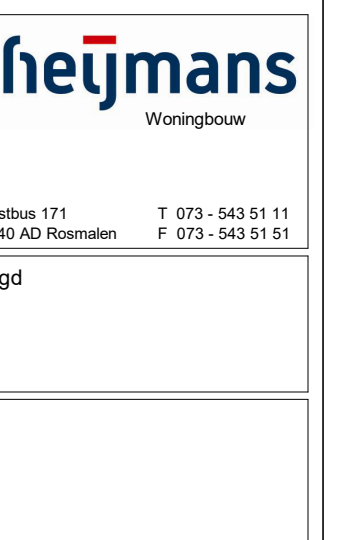 heijmans
Woningbouw
stbus 171 T 073 - 543 51 11
40 AD Rosmalen F 073 - 543 51 51
gd